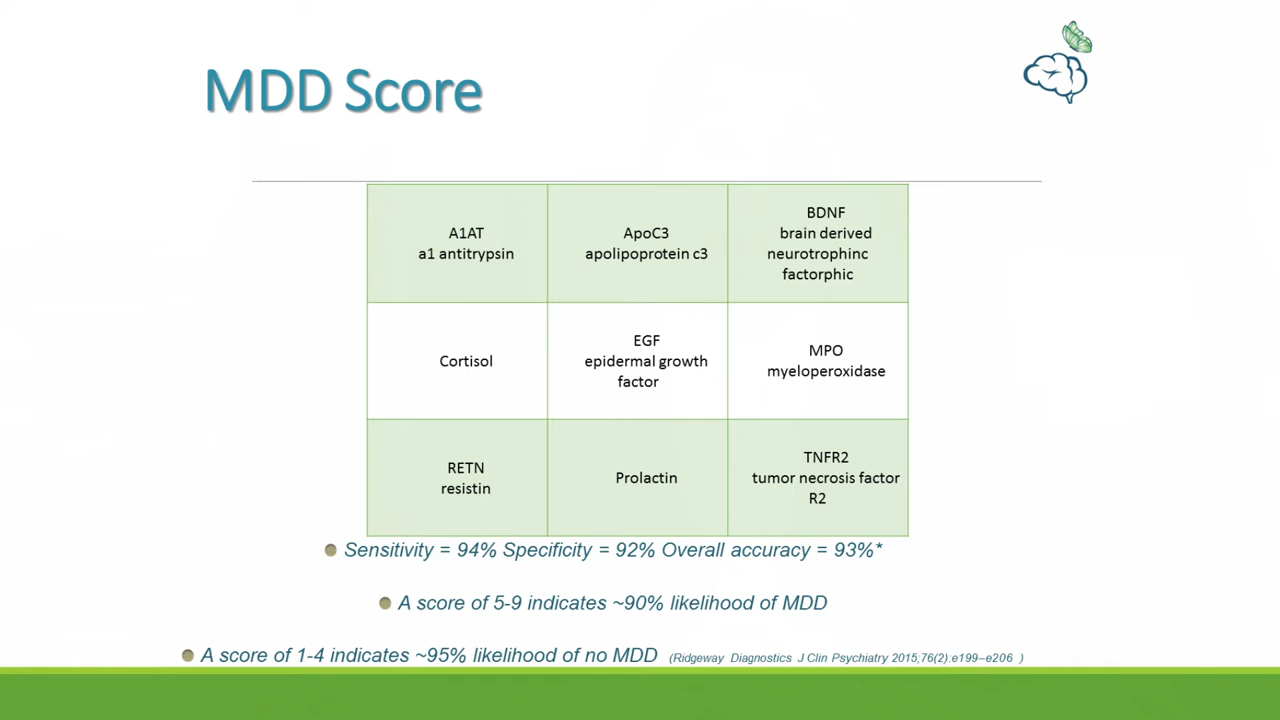 MDD Score
A1AT
a1 antitrypsin
ApoC3
apolipoprotein c3
BDNF
brain derived
neurotrophinc
factorphic
Cortisol
EGF
epidermal growth
factor
MPO
myeloperoxidase
RETN
resistin
Prolactin
TNFR2
tumor necrosis factor
R2
Sensitivity = 94% Specificity = 92% Overall accuracy = 93%*
A score of 5-9 indicates ~90% likelihood of MDD
A score of 1-4 indicates ~95% likelihood of no MDD (Ridgeway Diagnostics J Clin Psychiatry 2015;76(2):e199–e206 )